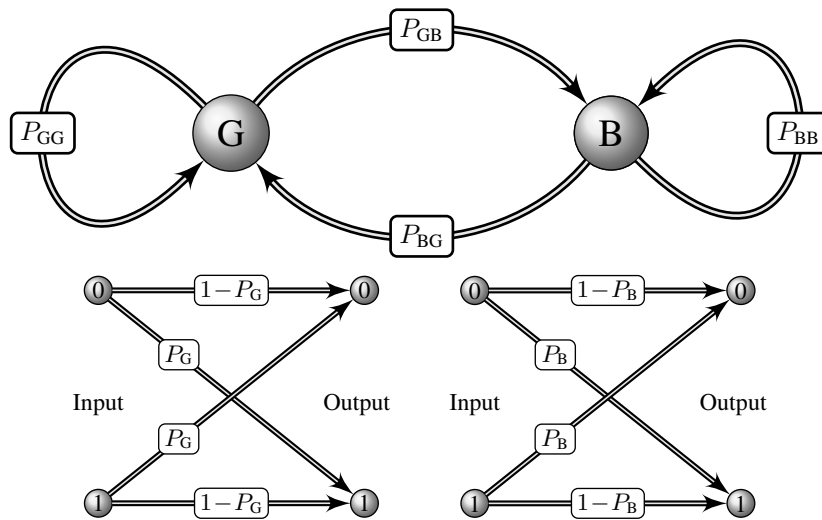 P_GB
P_GG G B P_BB
P_BG
0 1−P_G 0 0 1−P_B 0
P_G P_B
Input Output Input Output
P_G P_B
1 1−P_G 1 1 1−P_B 1